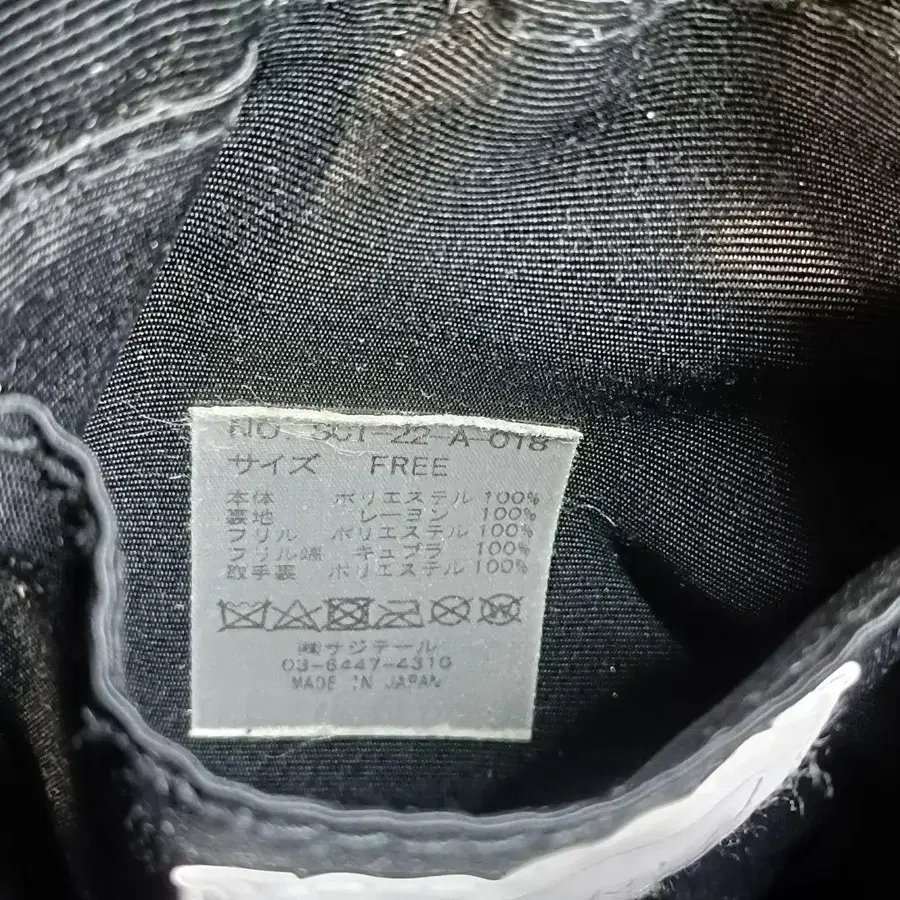 NO. SCT-22-A-018
サイズ FREE
本体 ポリエステル 100%
裏地 レーヨン 100%
フリル ポリエステル 100%
フリル端 キュプラ 100%
取手裏 ポリエステル 100%
㈱サジテール
03-6447-4310
MADE IN JAPAN